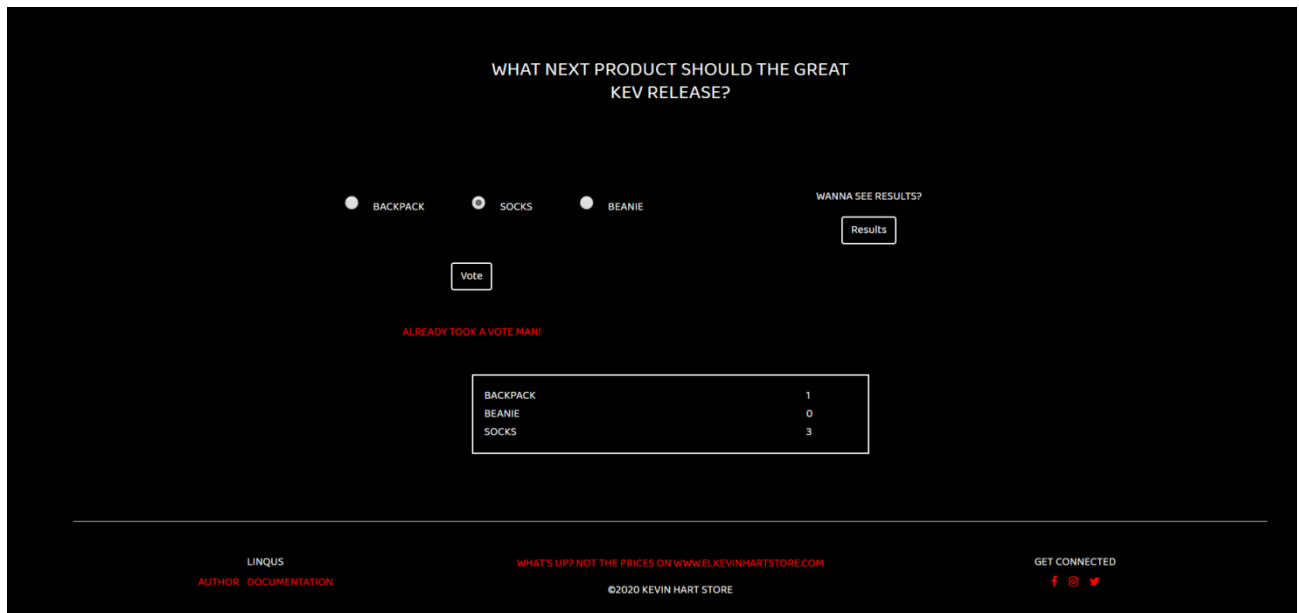 WHAT NEXT PRODUCT SHOULD THE GREAT
KEV RELEASE?
BACKPACK SOCKS BEANIE
WANNA SEE RESULTS?
Results
Vote
ALREADY TOOK A VOTE MAN!
BACKPACK 1
BEANIE 0
SOCKS 3
LINQUS
AUTHOR DOCUMENTATION
WHAT'S UP? NOT THE PRICES ON WWW.ELKEVINHARTSTORE.COM
©2020 KEVIN HART STORE
GET CONNECTED